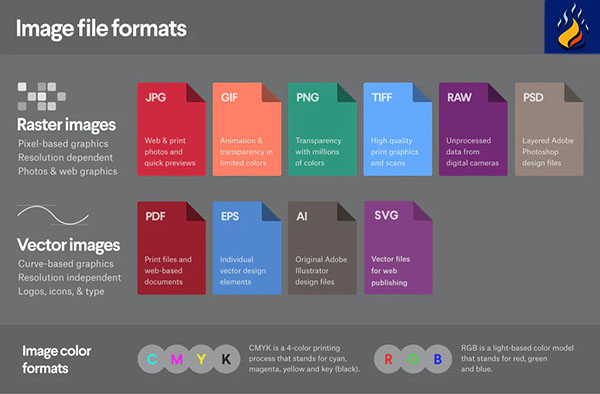 Image file formats
Raster images
Pixel-based graphics
Resolution dependent
Photos & web graphics
JPG
Web & print
photos and
quick previews
GIF
Animation &
transparency in
limited colors
PNG
Transparency
with millions
of colors
TIFF
High quality
print graphics
and scans
RAW
Unprocessed
data from
digital cameras
PSD
Layered Adobe
Photoshop
design files
Vector images
Curve-based graphics
Resolution independent
Logos, icons, & type
PDF
Print files and
web-based
documents
EPS
Individual
vector design
elements
AI
Original Adobe
Illustrator
design files
SVG
Vector files
for web
publishing
Image color
formats
C M Y K
CMYK is a 4-color printing
process that stands for cyan,
magenta, yellow and key (black).
R G B
RGB is a light-based color model
that stands for red, green
and blue.